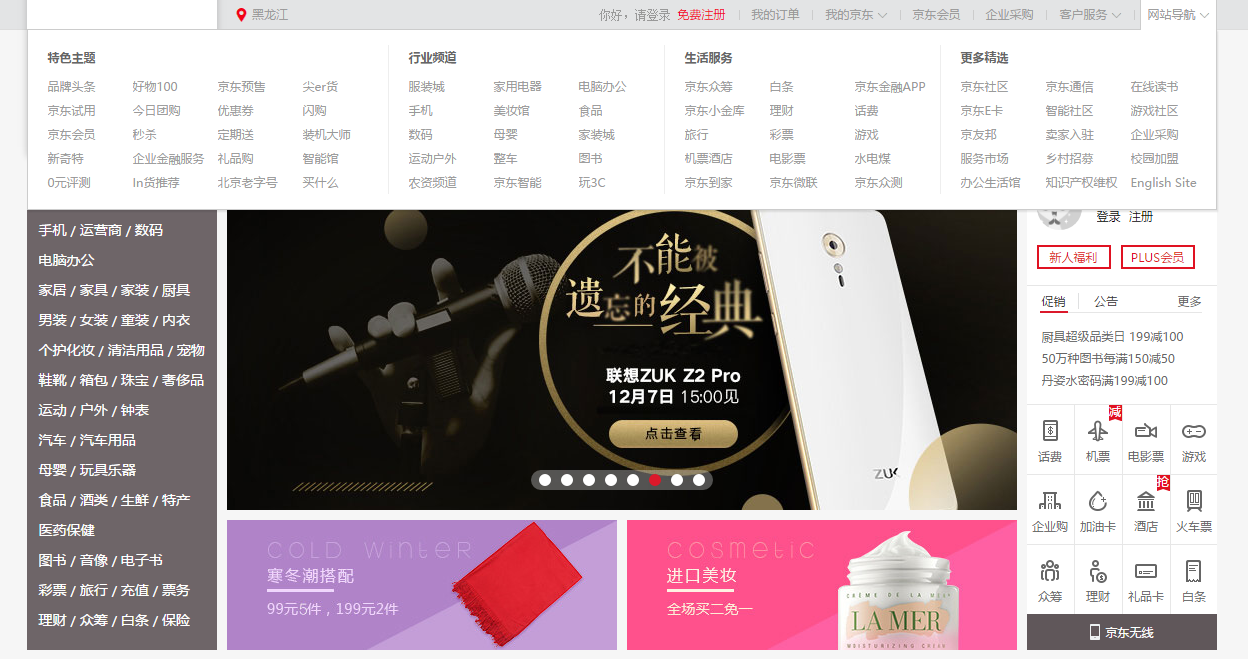 黑龙江
你好，请登录 免费注册 我的订单 我的京东 京东会员 企业采购 客户服务 网站导航
特色主题
品牌头条 好物100 京东预售 尖er货
京东试用 今日团购 优惠券 闪购
京东会员 秒杀 定期送 装机大师
新奇特 企业金融服务 礼品购 智能馆
0元评测 In货推荐 北京老字号 买什么
行业频道
服装城 家用电器 电脑办公
手机 美妆馆 食品
数码 母婴 家装城
运动户外 整车 图书
农资频道 京东智能 玩3C
生活服务
京东众筹 白条 京东金融APP
京东小金库 理财 话费
旅行 彩票 游戏
机票酒店 电影票 水电煤
京东到家 京东微联 京东众测
更多精选
京东社区 京东通信 在线读书
京东E卡 智能社区 游戏社区
京友邦 卖家入驻 企业采购
服务市场 乡村招募 校园加盟
办公生活馆 知识产权维权 English Site
手机 / 运营商 / 数码
电脑办公
家居 / 家具 / 家装 / 厨具
男装 / 女装 / 童装 / 内衣
个护化妆 / 清洁用品 / 宠物
鞋靴 / 箱包 / 珠宝 / 奢侈品
运动 / 户外 / 钟表
汽车 / 汽车用品
母婴 / 玩具乐器
食品 / 酒类 / 生鲜 / 特产
医药保健
图书 / 音像 / 电子书
彩票 / 旅行 / 充值 / 票务
理财 / 众筹 / 白条 / 保险
不能被
遗忘的经典
联想ZUK Z2 Pro
12月7日 15:00见
点击查看
ZUK
COLD WINTER
寒冬潮搭配
99元5件，199元2件
COSMETIC
进口美妆
全场买二免一
CRÈME DE LA MER
LA MER
MOISTURIZING CREAM
登录 注册
新人福利 PLUS会员
促销 公告 更多
厨具超级品类日 199减100
50万种图书每满150减50
丹姿水密码满199减100
减
话费 机票 电影票 游戏
抢
企业购 加油卡 酒店 火车票
众筹 理财 礼品卡 白条
京东无线